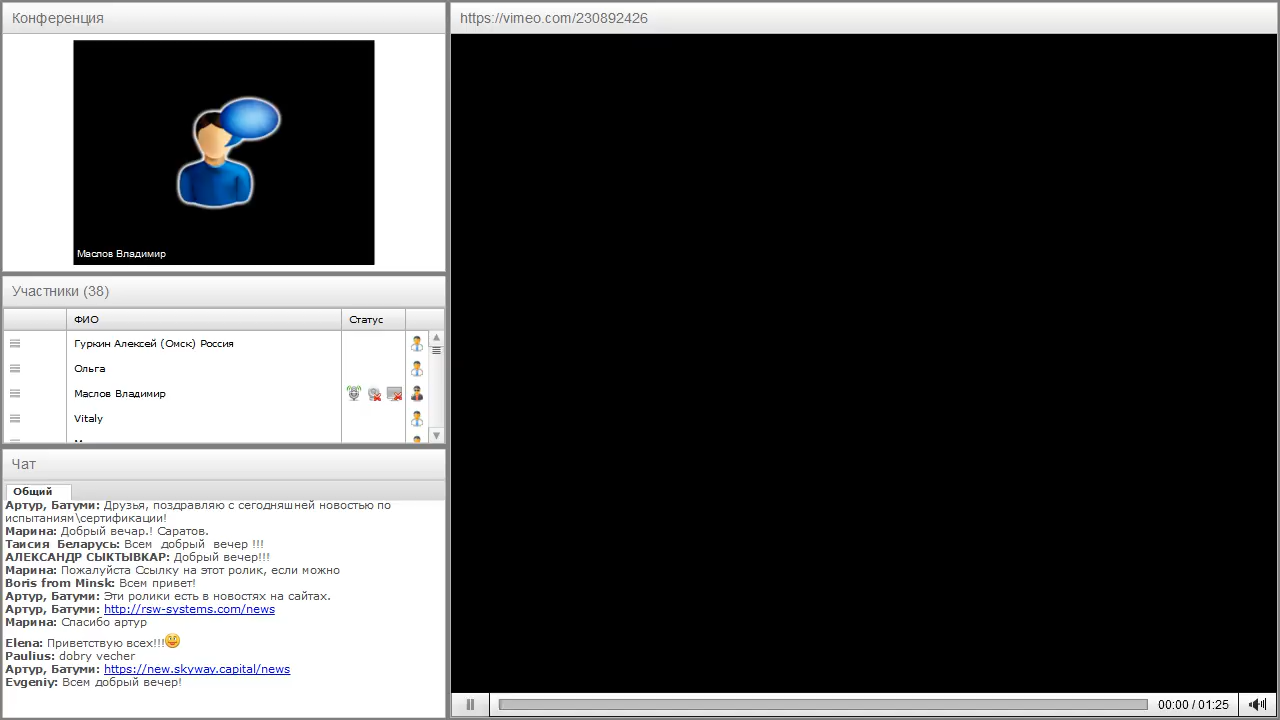 Конференция
Маслов Владимир
Участники (38)
ФИО Статус
Гуркин Алексей (Омск) Россия
Ольга
Маслов Владимир
Vitaly
Чат
Общий
Артур, Батуми: Друзья, поздравляю с сегодняшней новостью по
испытаниям\сертификации!
Марина: Добрый вечар.! Саратов.
Таисия Беларусь: Всем добрый вечер !!!
АЛЕКСАНДР СЫКТЫВКАР: Добрый вечер!!!
Марина: Пожалуйста Ссылку на этот ролик, если можно
Boris from Minsk: Всем привет!
Артур, Батуми: Эти ролики есть в новостях на сайтах.
Артур, Батуми: http://rsw-systems.com/news
Марина: Спасибо артур
Elena: Приветствую всех!!!
Paulius: dobry vecher
Артур, Батуми: https://new.skyway.capital/news
Evgeniy: Всем добрый вечер!
https://vimeo.com/230892426
00:00 / 01:25